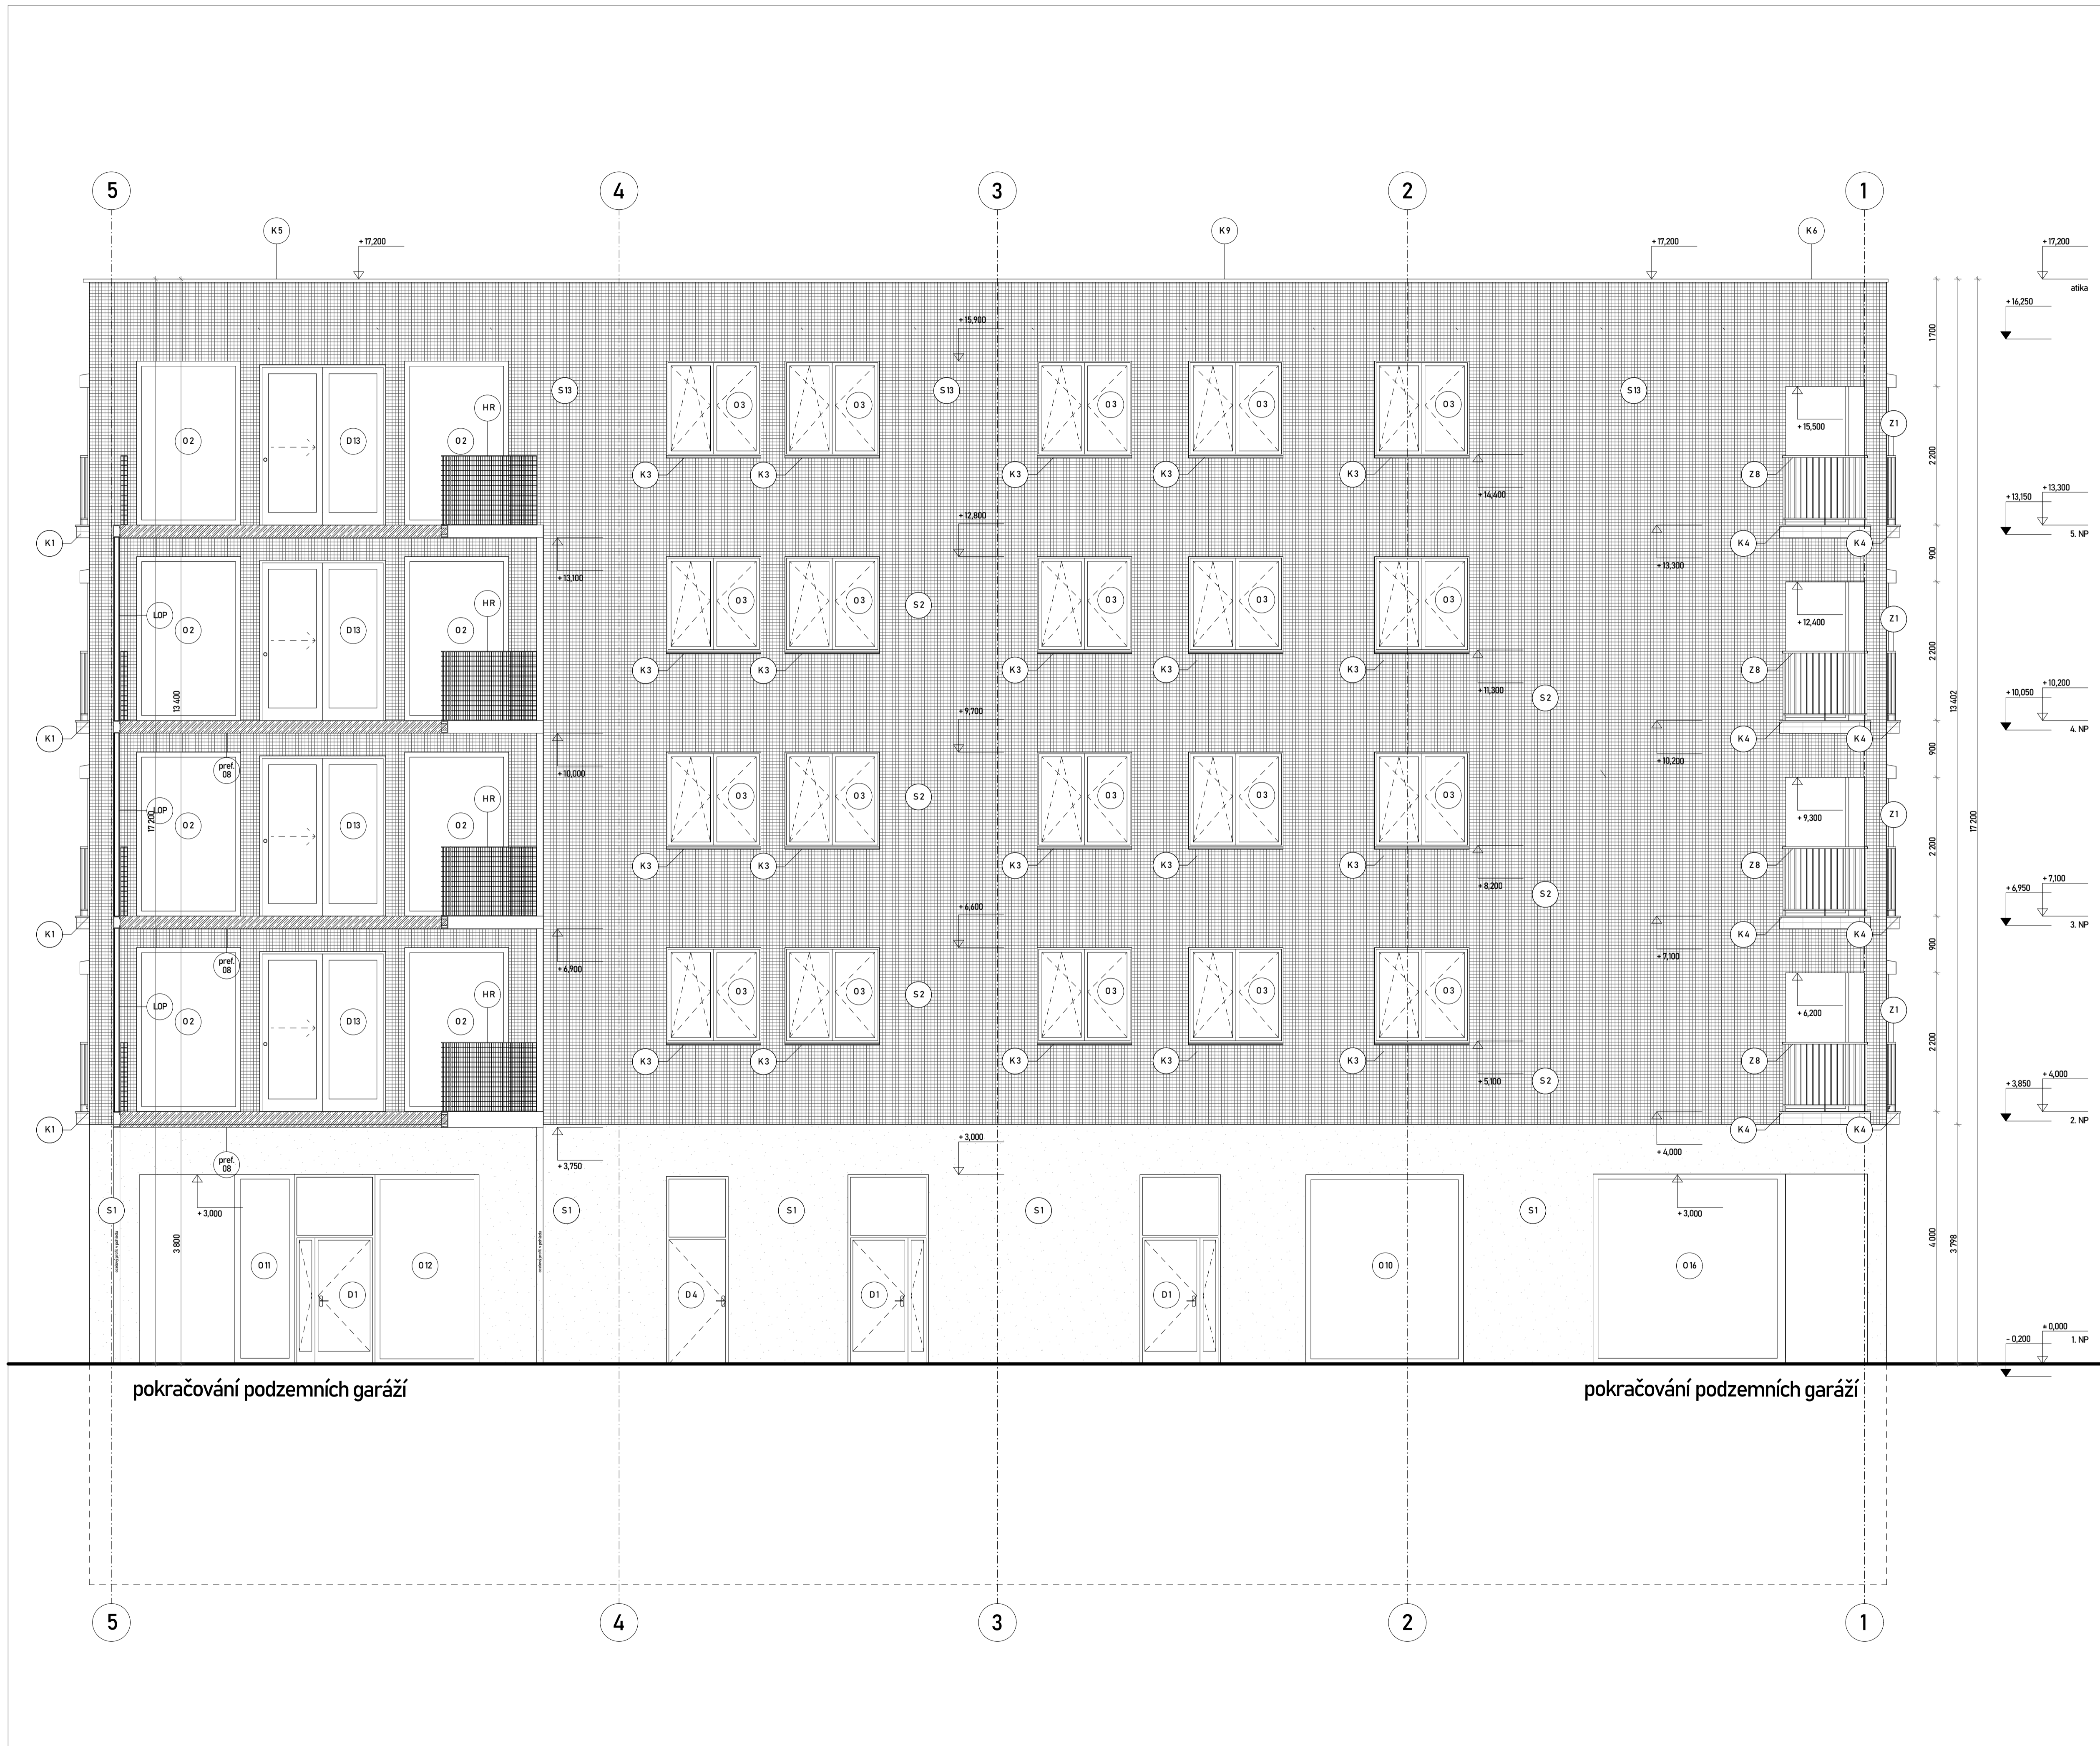 5 4 3 2 1
K5 K9 K6
+ 17,200 + 17,200 + 17,200
atika
+ 16,250
+ 15,900
1 700
S13 S13 S13
O3 O3 O3 O3 O3
HR
Z1
+ 15,500
O2 D13 O2
2 200
K3 K3 K3 K3 K3 Z8
+ 14,400
+ 13,300
+ 13,150
+ 12,800
5. NP
K1 K4 K4
900
+ 13,300
+ 13,100
O3 O3 O3 O3 O3
HR
S2
LOP
Z1
+ 12,400
O2 D13 O2
2 200
K3 K3 K3 K3 K3 Z8
+ 11,300
S2
13 400
13 402
+ 10,200
+ 10,050
+ 9,700
4. NP
K1 K4 K4
900
+ 10,200
pref.
08
+ 10,000
O3 O3 O3 O3 O3
HR
S2
LOP
Z1
+ 9,300
17 200
17 200
O2 D13 O2
2 200
K3 K3 K3 K3 K3 Z8
+ 8,200
S2
+ 7,100
+ 6,950
+ 6,600
3. NP
K1 K4 K4
900
+ 7,100
pref.
08
+ 6,900
O3 O3 O3 O3 O3
HR
S2
LOP
Z1
+ 6,200
O2 D13 O2
2 200
K3 K3 K3 K3 K3 Z8
+ 5,100
S2
+ 4,000
+ 3,850
2. NP
K1 K4 K4
+ 3,000
+ 4,000
pref.
08
+ 3,750
S1 S1 S1 S1 S1
+ 3,000 + 3,000
3 800
4 000
3 798
O11 O12 O10 O16
D1 D4 D1 D1
± 0,000
- 0,200
1. NP
pokračování podzemních garáží pokračování podzemních garáží
5 4 3 2 1